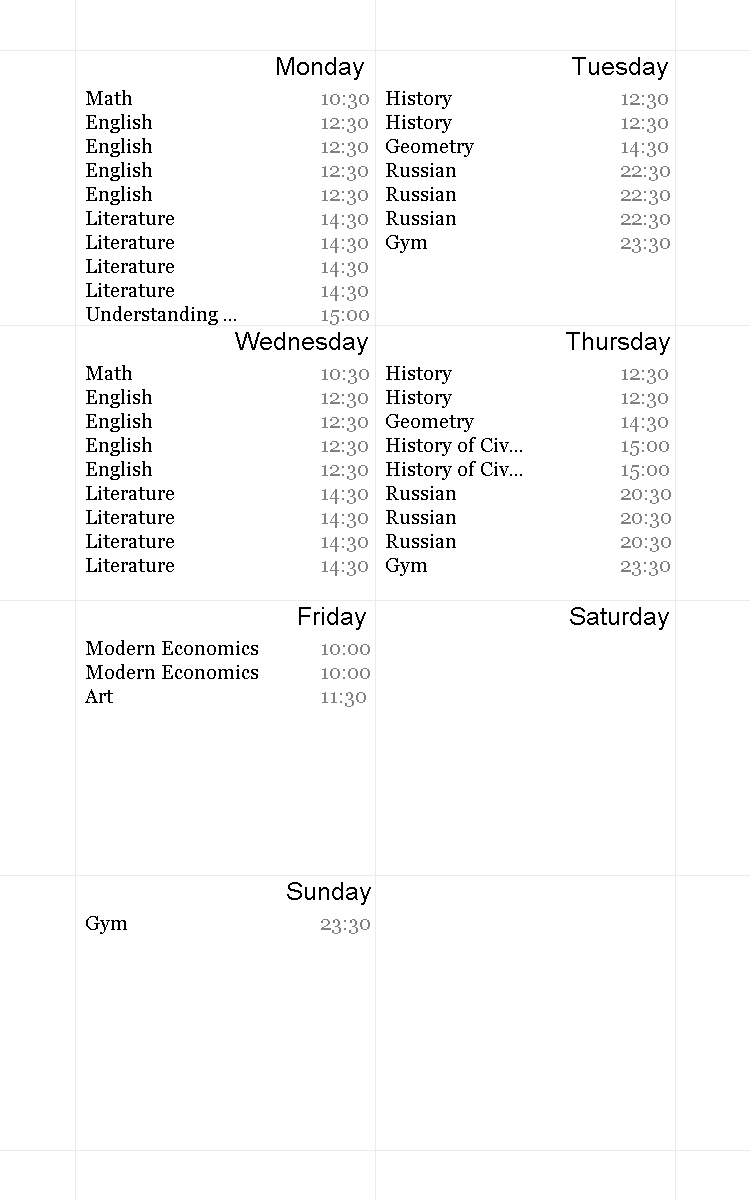 Monday
Math 10:30
English 12:30
English 12:30
English 12:30
English 12:30
Literature 14:30
Literature 14:30
Literature 14:30
Literature 14:30
Understanding ... 15:00
Tuesday
History 12:30
History 12:30
Geometry 14:30
Russian 22:30
Russian 22:30
Russian 22:30
Gym 23:30
Wednesday
Math 10:30
English 12:30
English 12:30
English 12:30
English 12:30
Literature 14:30
Literature 14:30
Literature 14:30
Literature 14:30
Thursday
History 12:30
History 12:30
Geometry 14:30
History of Civ... 15:00
History of Civ... 15:00
Russian 20:30
Russian 20:30
Russian 20:30
Gym 23:30
Friday
Modern Economics 10:00
Modern Economics 10:00
Art 11:30
Saturday
Sunday
Gym 23:30